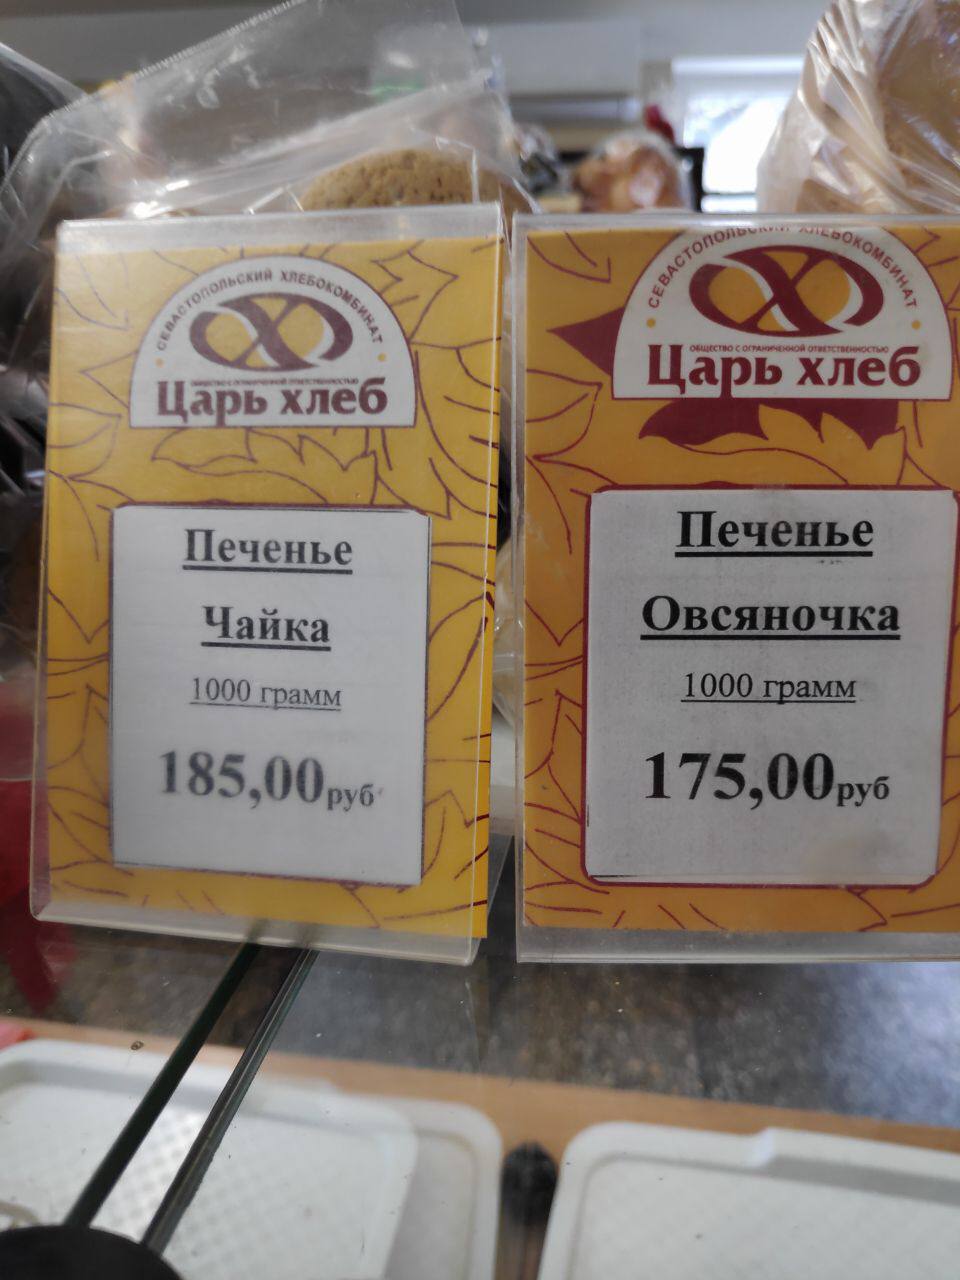 СЕВАСТОПОЛЬСКИЙ ХЛЕБОКОМБИНАТ
ОБЩЕСТВО С ОГРАНИЧЕННОЙ ОТВЕТСТВЕННОСТЬЮ
Царь хлеб
Печенье
Чайка
1000 грамм
185,00руб
СЕВАСТОПОЛЬСКИЙ ХЛЕБОКОМБИНАТ
ОБЩЕСТВО С ОГРАНИЧЕННОЙ ОТВЕТСТВЕННОСТЬЮ
Царь хлеб
Печенье
Овсяночка
1000 грамм
175,00руб